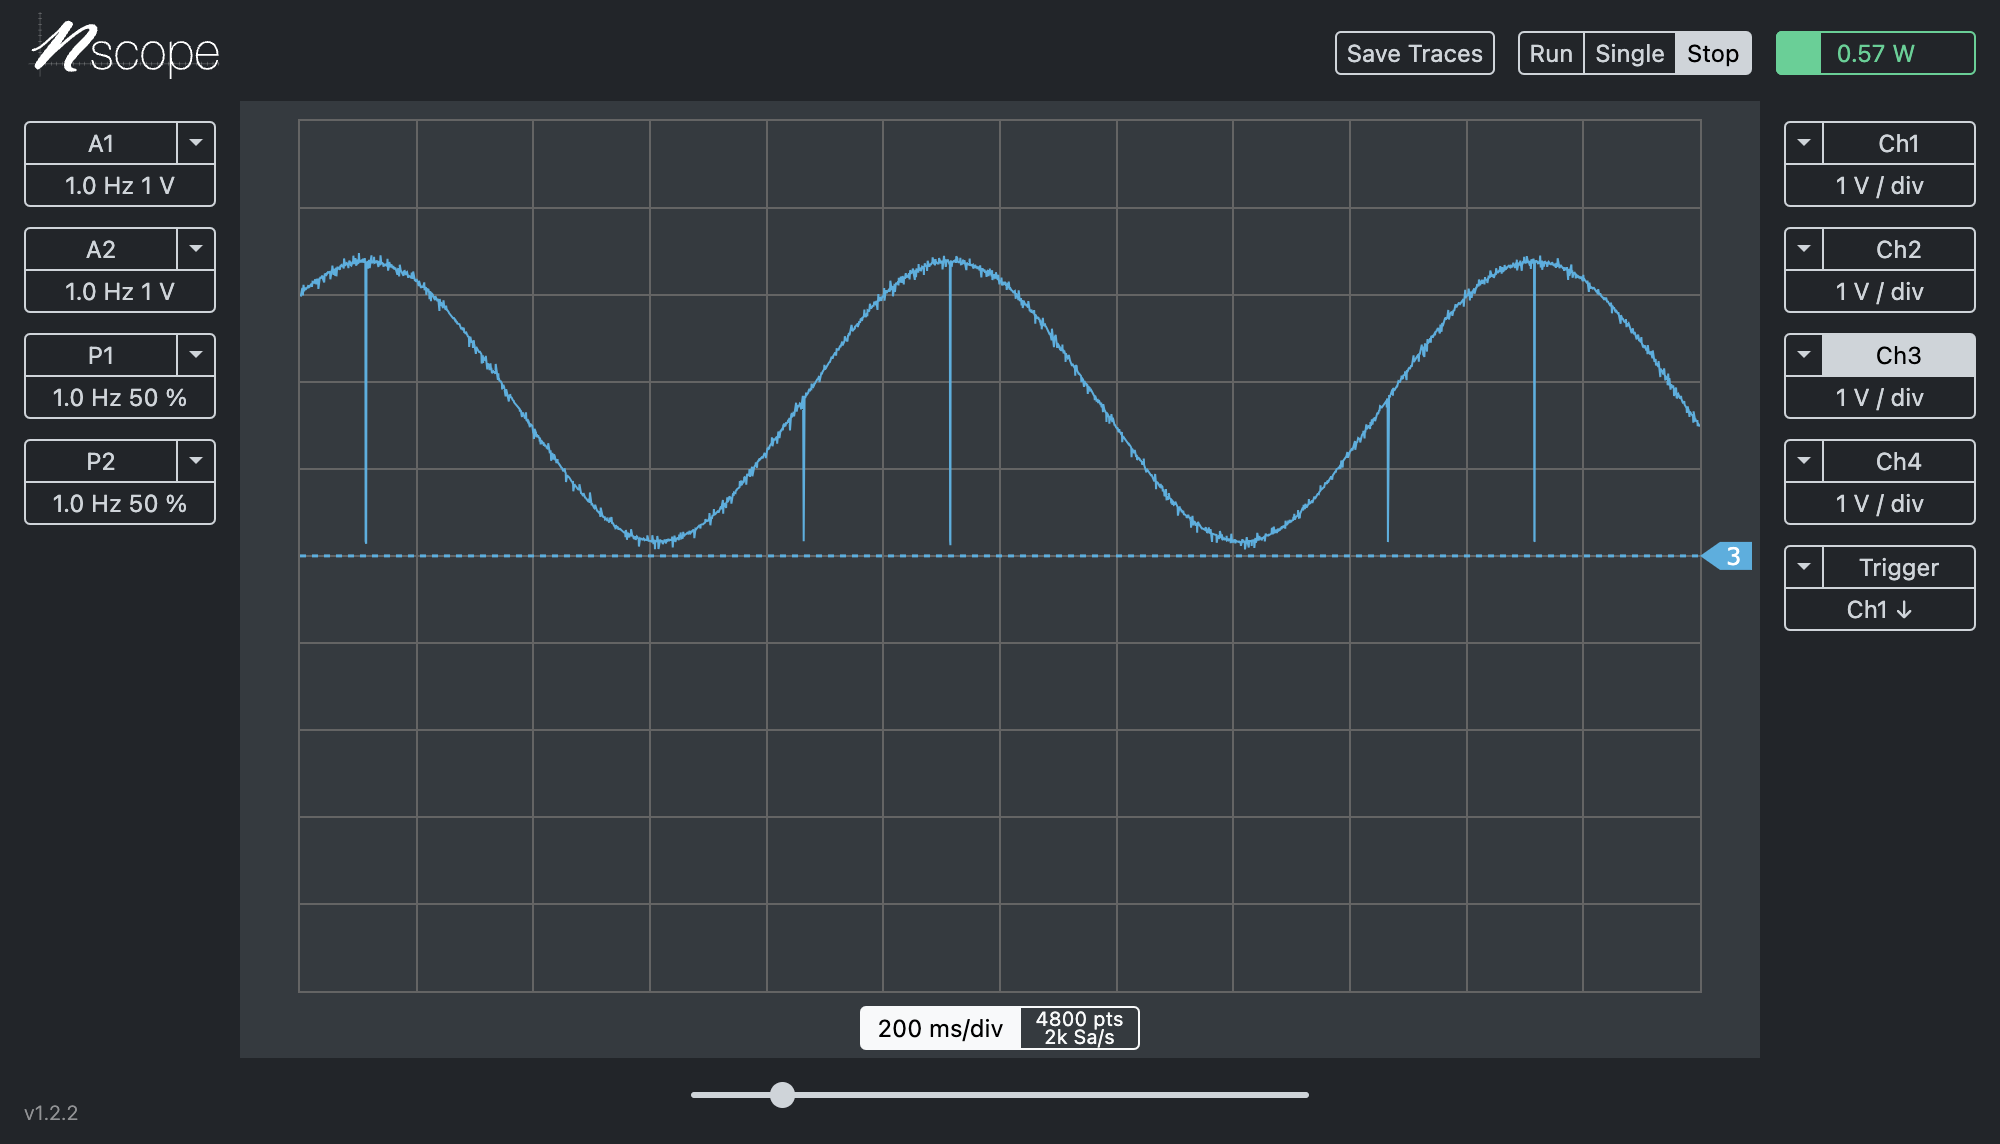 nscope
Save Traces
Run Single Stop
0.57 W
A1
1.0 Hz 1 V
A2
1.0 Hz 1 V
P1
1.0 Hz 50 %
P2
1.0 Hz 50 %
Ch1
1 V / div
Ch2
1 V / div
Ch3
1 V / div
Ch4
1 V / div
Trigger
Ch1 ↓
3
200 ms/div
4800 pts
2k Sa/s
v1.2.2